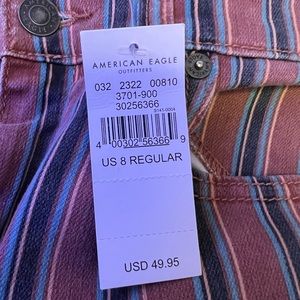 AMERICAN EAGLE
OUTFITTERS
032 2322 00810
3701-900
30256366
4 00302 56366 9
US 8 REGULAR
USD 49.95